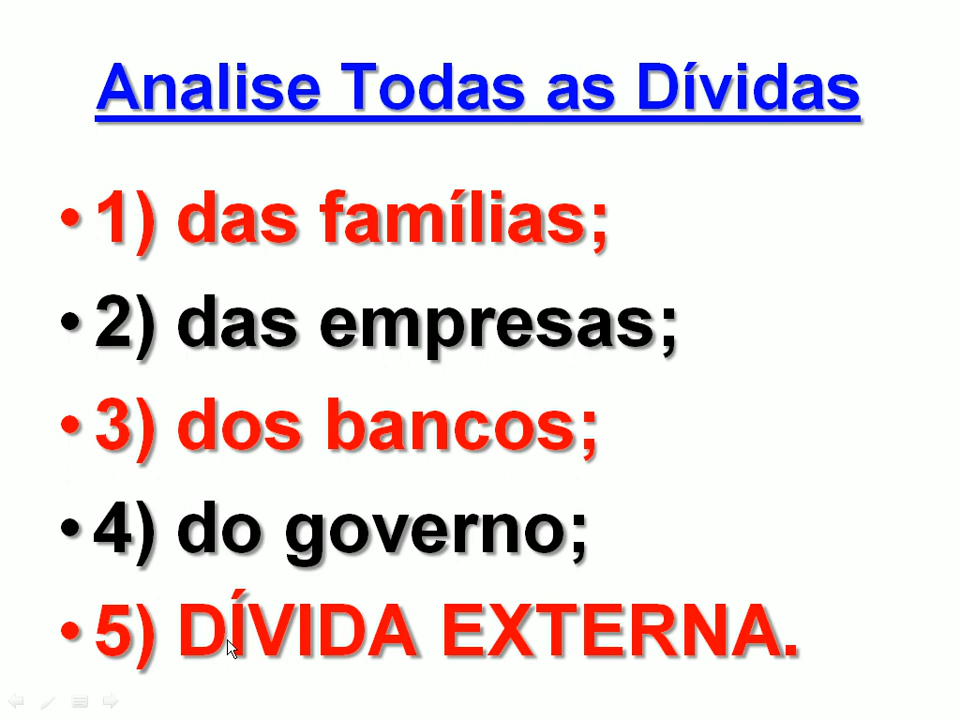 Analise Todas as Dívidas
• 1) das famílias;
• 2) das empresas;
• 3) dos bancos;
• 4) do governo;
• 5) DÍVIDA EXTERNA.